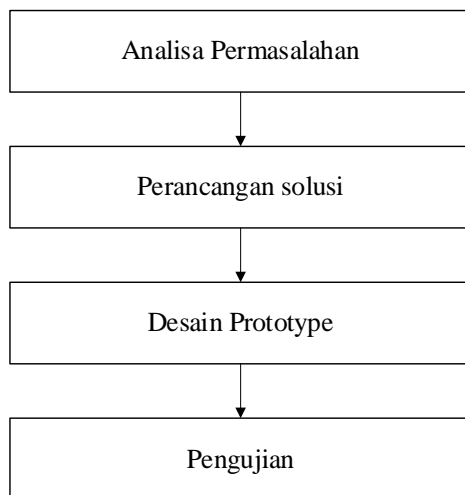 Analisa Permasalahan
Perancangan solusi
Desain Prototype
Pengujian